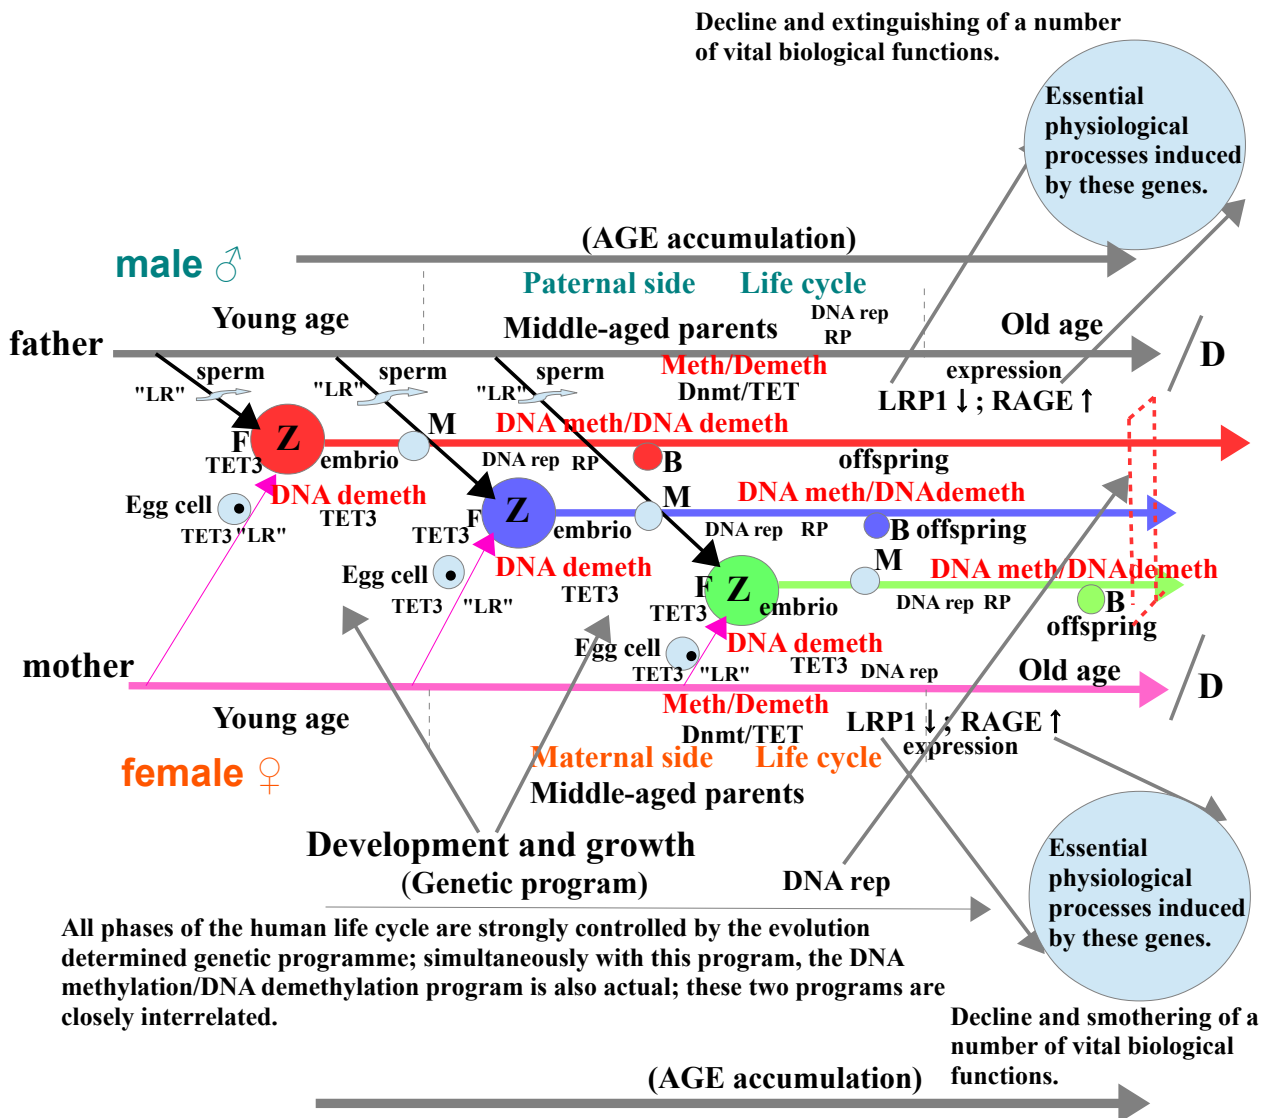 Decline and extinguishing of a number
of vital biological functions.
Essential
physiological
processes induced
by these genes.
(AGE accumulation)
male ♂
Paternal side Life cycle
Young age
Middle-aged parents
DNA rep
RP
Old age
father
D
sperm
"LR"
sperm
"LR"
sperm
"LR"
Meth/Demeth
Dnmt/TET
expression
LRP1 ↓ ; RAGE ↑
F
Z
TET3
embrio
M
DNA meth/DNA demeth
DNA rep RP
B
offspring
Egg cell
TET3 "LR"
DNA demeth
TET3
F
Z
TET3
embrio
M
DNA meth/DNAdemeth
DNA rep RP
B offspring
Egg cell
TET3 "LR"
DNA demeth
TET3
F
Z
TET3
embrio
M
DNA meth/DNAdemeth
DNA rep RP
B
offspring
Egg cell
TET3 "LR"
DNA demeth
TET3 DNA rep
mother
Old age
D
Young age
Meth/Demeth
Dnmt/TET
LRP1 ↓ ; RAGE ↑
expression
female ♀
Maternal side Life cycle
Middle-aged parents
Development and growth
(Genetic program)
DNA rep
Essential
physiological
processes induced
by these genes.
All phases of the human life cycle are strongly controlled by the evolution
determined genetic programme; simultaneously with this program, the DNA
methylation/DNA demethylation program is also actual; these two programs are
closely interrelated.
Decline and smothering of a
number of vital biological
functions.
(AGE accumulation)